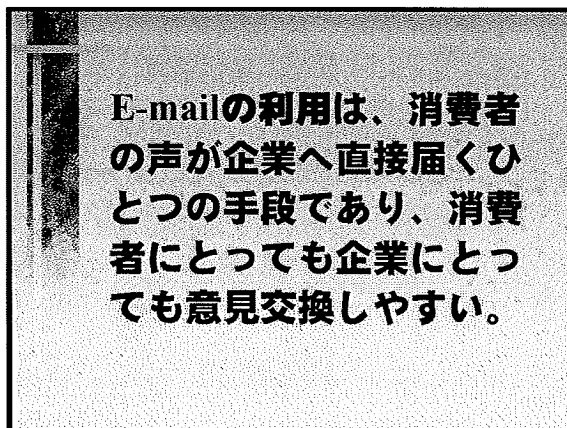 E-mailの利用は、消費者
の声が企業へ直接届くひ
とつの手段であり、消費
者にとっても企業にとっ
ても意見交換しやすい。